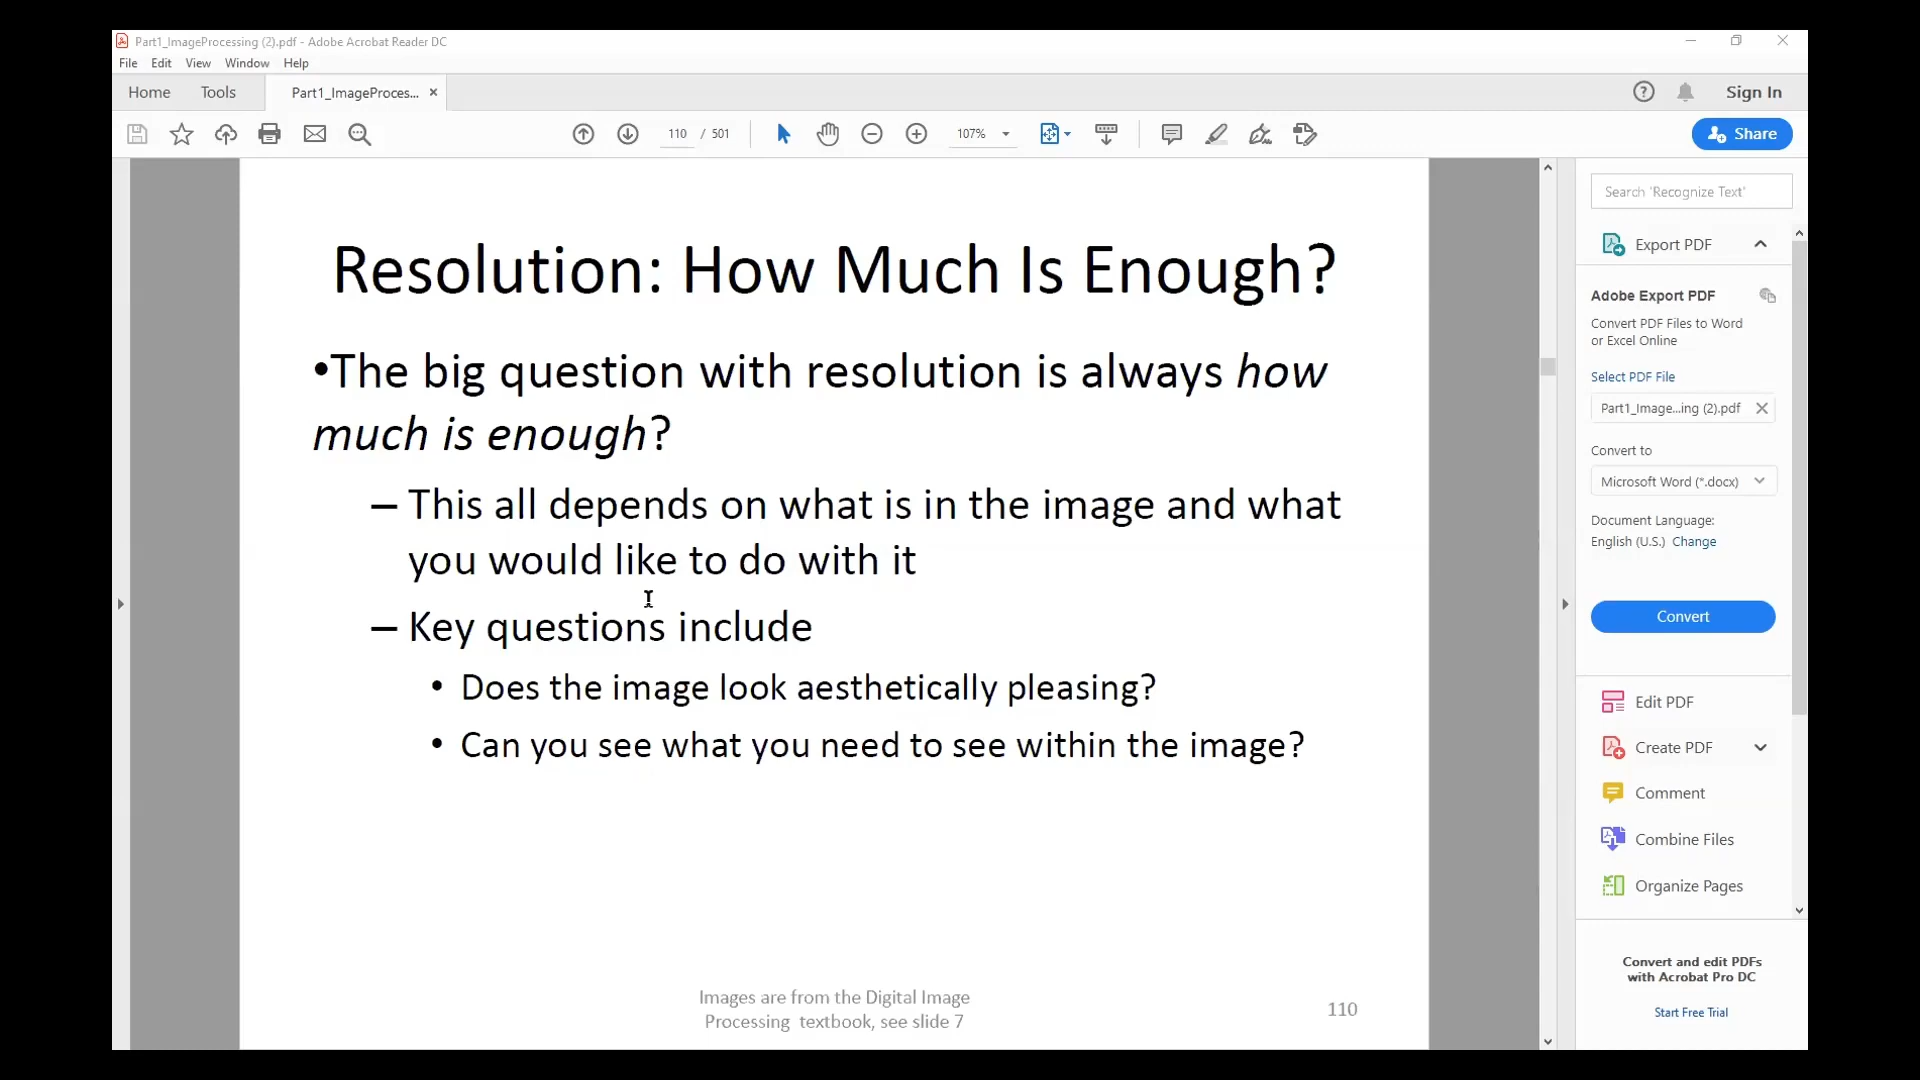 Part1_ImageProcessing (2).pdf - Adobe Acrobat Reader DC
File Edit View Window Help
Home Tools Part1_ImageProces... × Sign In
110 / 501 107% Share
Search 'Recognize Text'
Export PDF
Adobe Export PDF
Convert PDF Files to Word
or Excel Online
Select PDF File
Part1_Image...ing (2).pdf
Convert to
Microsoft Word (*.docx)
Document Language:
English (U.S.) Change
Convert
Edit PDF
Create PDF
Comment
Combine Files
Organize Pages
Convert and edit PDFs
with Acrobat Pro DC
Start Free Trial
Resolution: How Much Is Enough?
•The big question with resolution is always how
much is enough?
– This all depends on what is in the image and what
you would like to do with it
– Key questions include
• Does the image look aesthetically pleasing?
• Can you see what you need to see within the image?
Images are from the Digital Image
Processing textbook, see slide 7
110